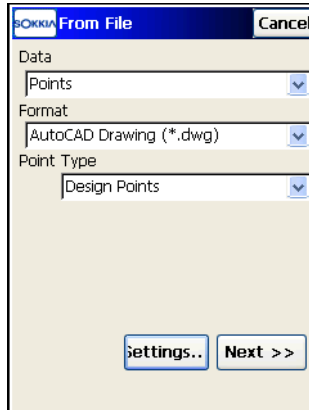 SOKKIA From File Cancel
Data
Points
Format
AutoCAD Drawing (*.dwg)
Point Type
Design Points
Settings.. Next >>